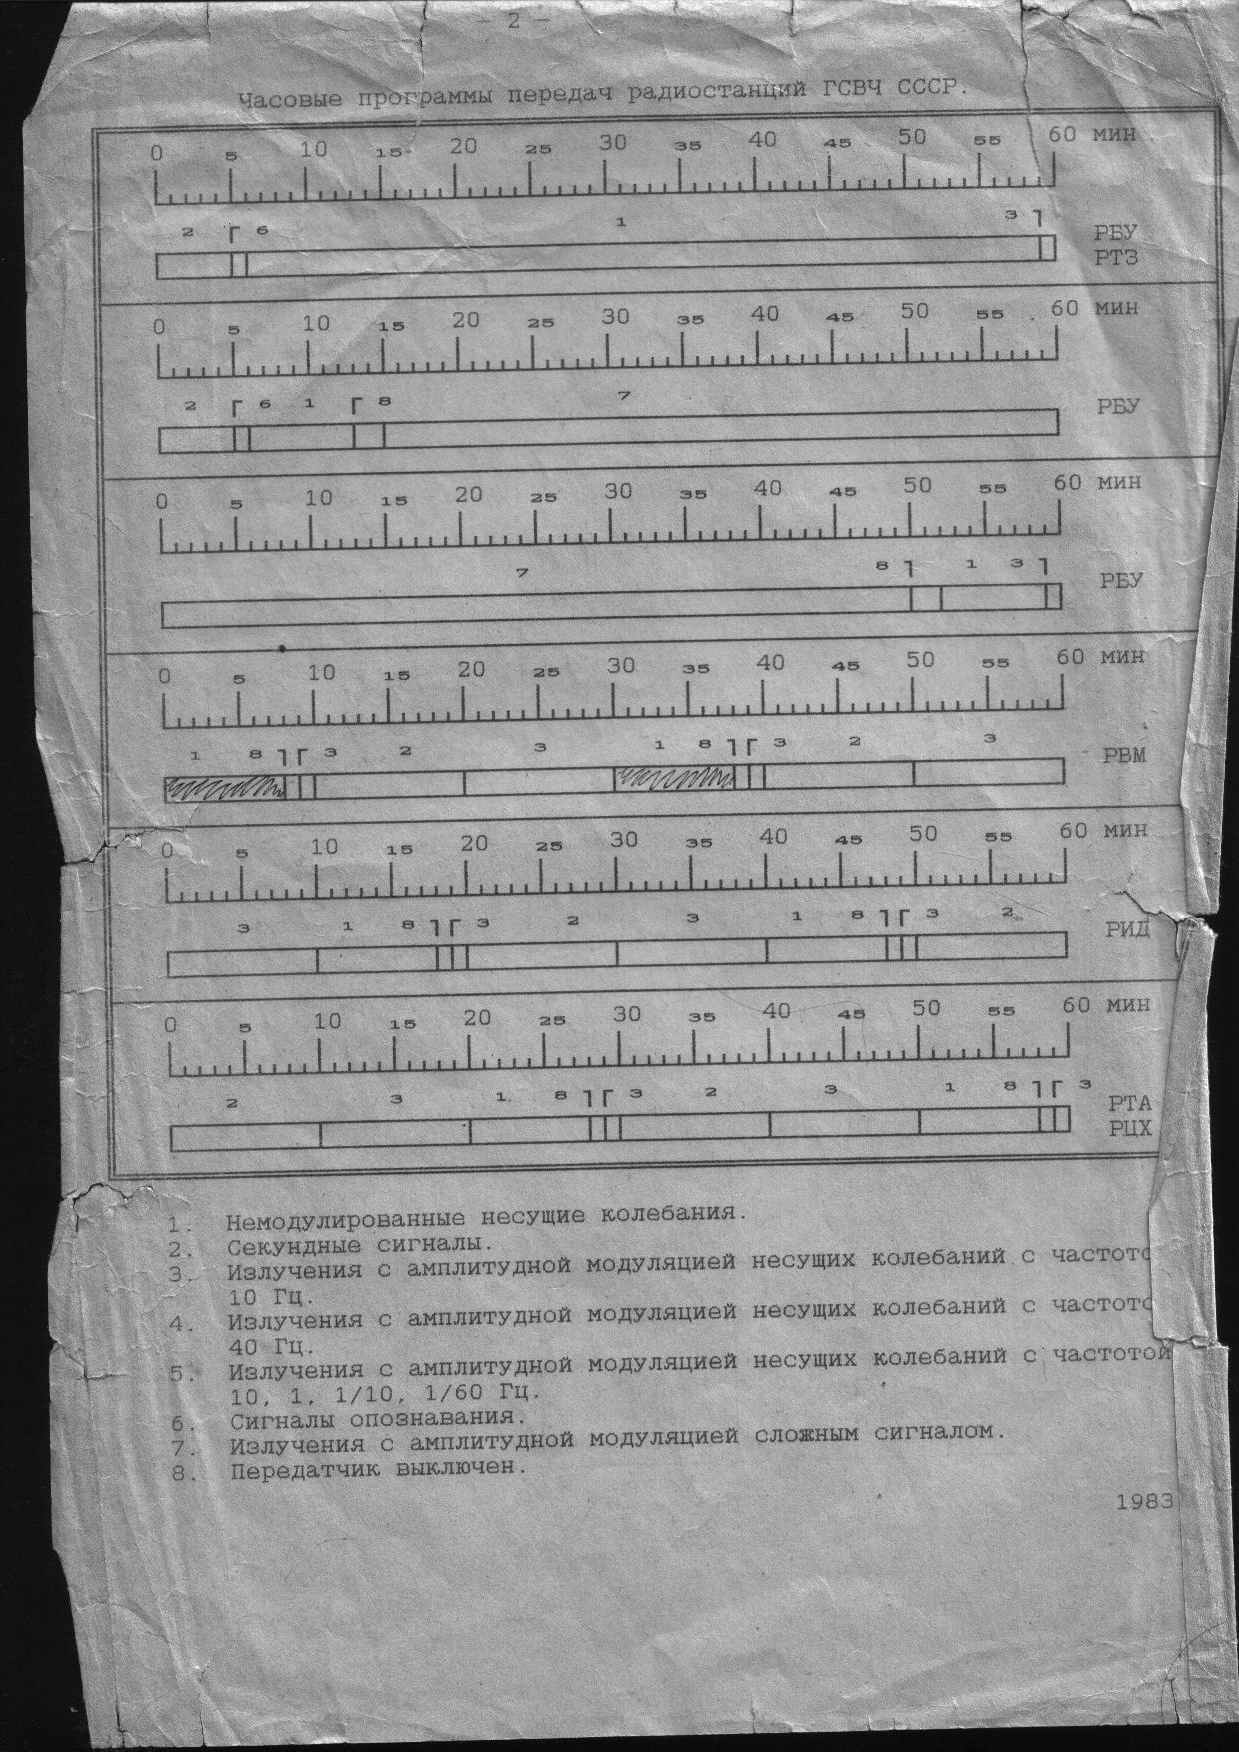 - 2 -
Часовые программы передач радиостанций ГСВЧ СССР.
0 5 10 15 20 25 30 35 40 45 50 55 60 мин
2 6 1 3
РБУ
РТЗ
0 5 10 15 20 25 30 35 40 45 50 55 60 мин
2 6 1 8 7
РБУ
0 5 10 15 20 25 30 35 40 45 50 55 60 мин
7 8 1 3
РБУ
0 5 10 15 20 25 30 35 40 45 50 55 60 мин
1 8 3 2 3 1 8 3 2 3
РВМ
0 5 10 15 20 25 30 35 40 45 50 55 60 мин
3 1 8 3 2 3 1 8 3 2
РИД
0 5 10 15 20 25 30 35 40 45 50 55 60 мин
2 3 1 8 3 2 3 1 8 3
РТА
РЦХ
1. Немодулированные несущие колебания.
2. Секундные сигналы.
3. Излучения с амплитудной модуляцией несущих колебаний с частото
10 Гц.
4. Излучения с амплитудной модуляцией несущих колебаний с частото
40 Гц.
5. Излучения с амплитудной модуляцией несущих колебаний с частотой
10, 1, 1/10, 1/60 Гц.
6. Сигналы опознавания.
7. Излучения с амплитудной модуляцией сложным сигналом.
8. Передатчик выключен.
1983